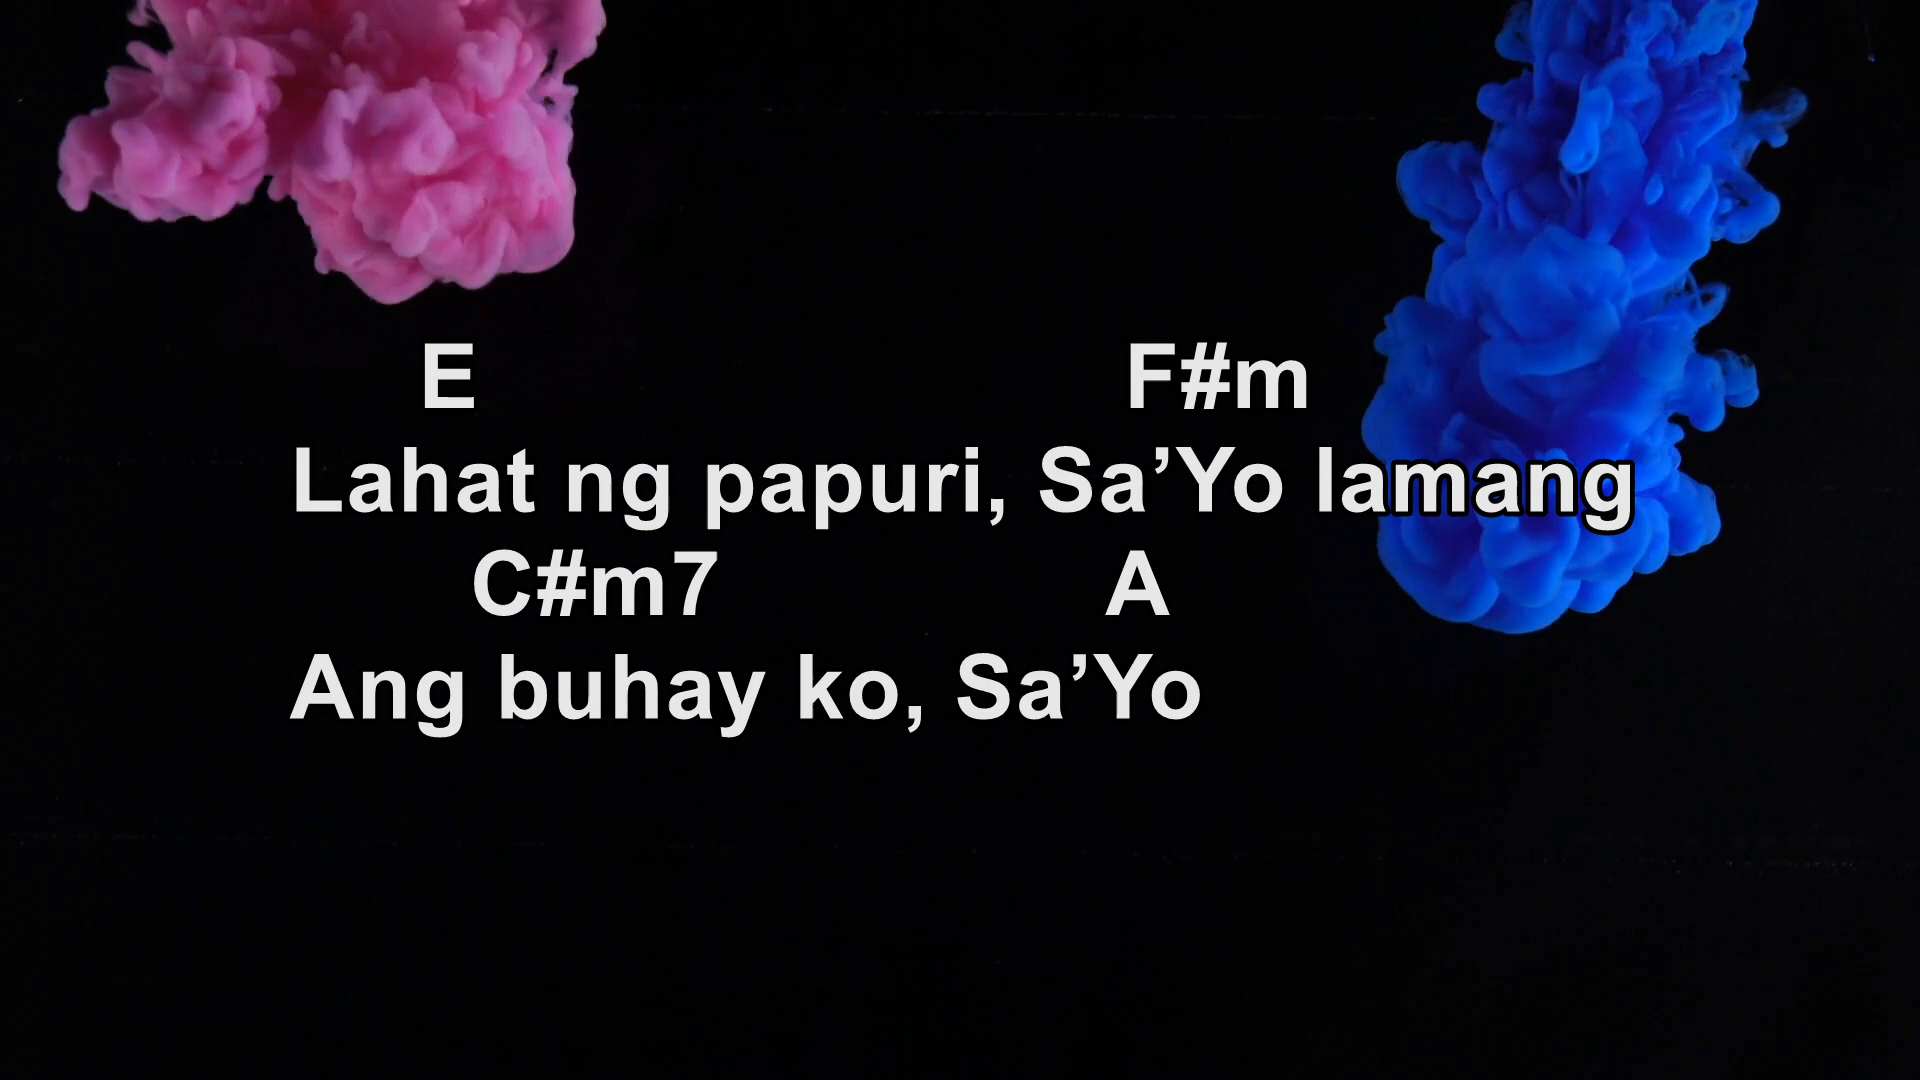 E F#m
Lahat ng papuri, Sa’Yo lamang
C#m7 A
Ang buhay ko, Sa’Yo